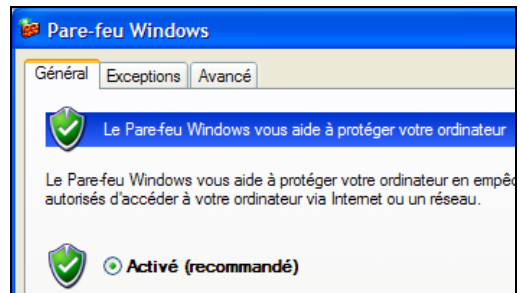 Pare-feu Windows
Général Exceptions Avancé
Le Pare-feu Windows vous aide à protéger votre ordinateur
Le Pare-feu Windows vous aide à protéger votre ordinateur en
autorisés d'accéder à votre ordinateur via Internet ou un réseau.
Activé (recommandé)